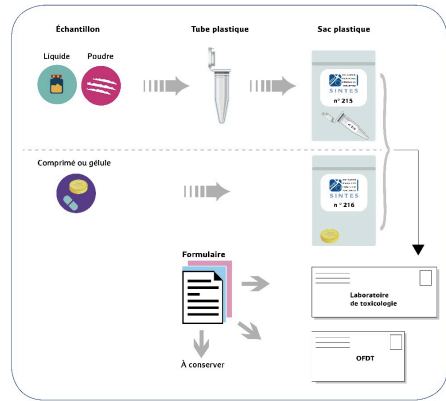 Échantillon
Tube plastique
Sac plastique
Liquide
Poudre
SINTES
n° 215
Comprimé ou gélule
SINTES
n° 216
Formulaire
Laboratoire
de toxicologie
OFDT
À conserver